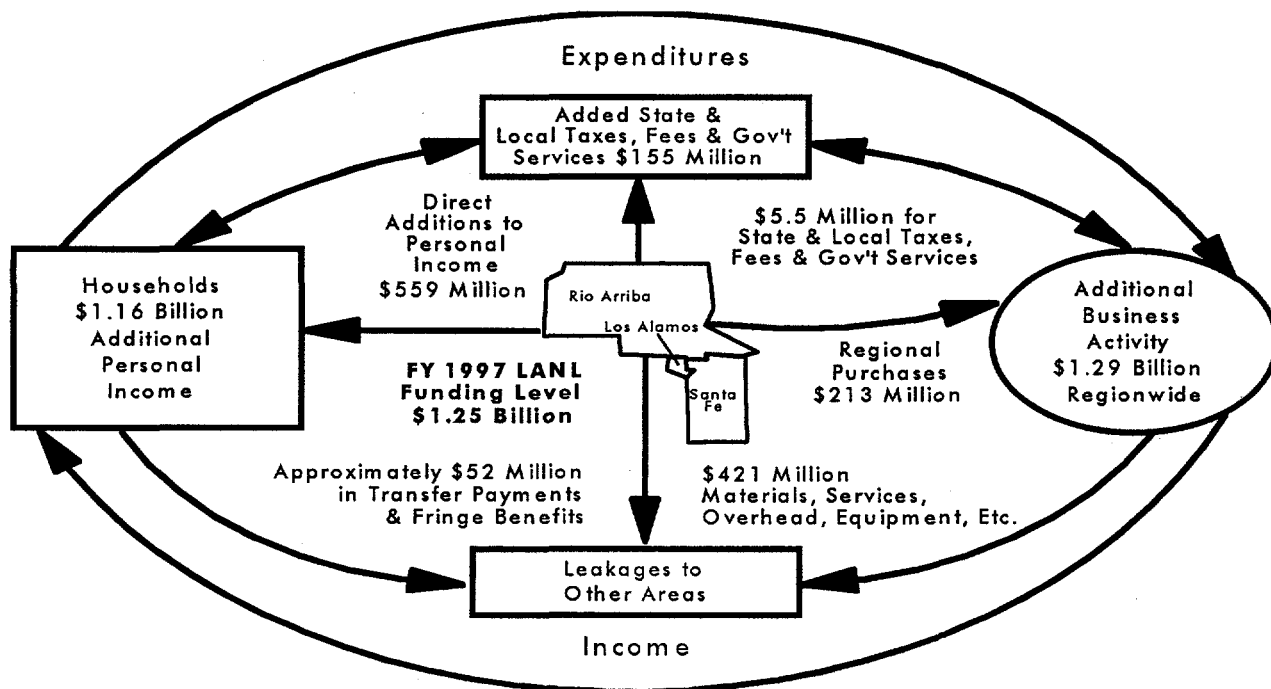 Expenditures
Added State &
Local Taxes, Fees & Gov't
Services $155 Million
Direct
Additions to
Personal
Income
$559 Million
$5.5 Million for
State & Local Taxes,
Fees & Gov't Services
Households
$1.16 Billion
Additional
Personal
Income
Rio Arriba
Los Alamos
Santa
Fe
Additional
Business
Activity
$1.29 Billion
Regionwide
FY 1997 LANL
Funding Level
$1.25 Billion
Regional
Purchases
$213 Million
Approximately $52 Million
in Transfer Payments
& Fringe Benefits
$421 Million
Materials, Services,
Overhead, Equipment, Etc.
Leakages to
Other Areas
Income